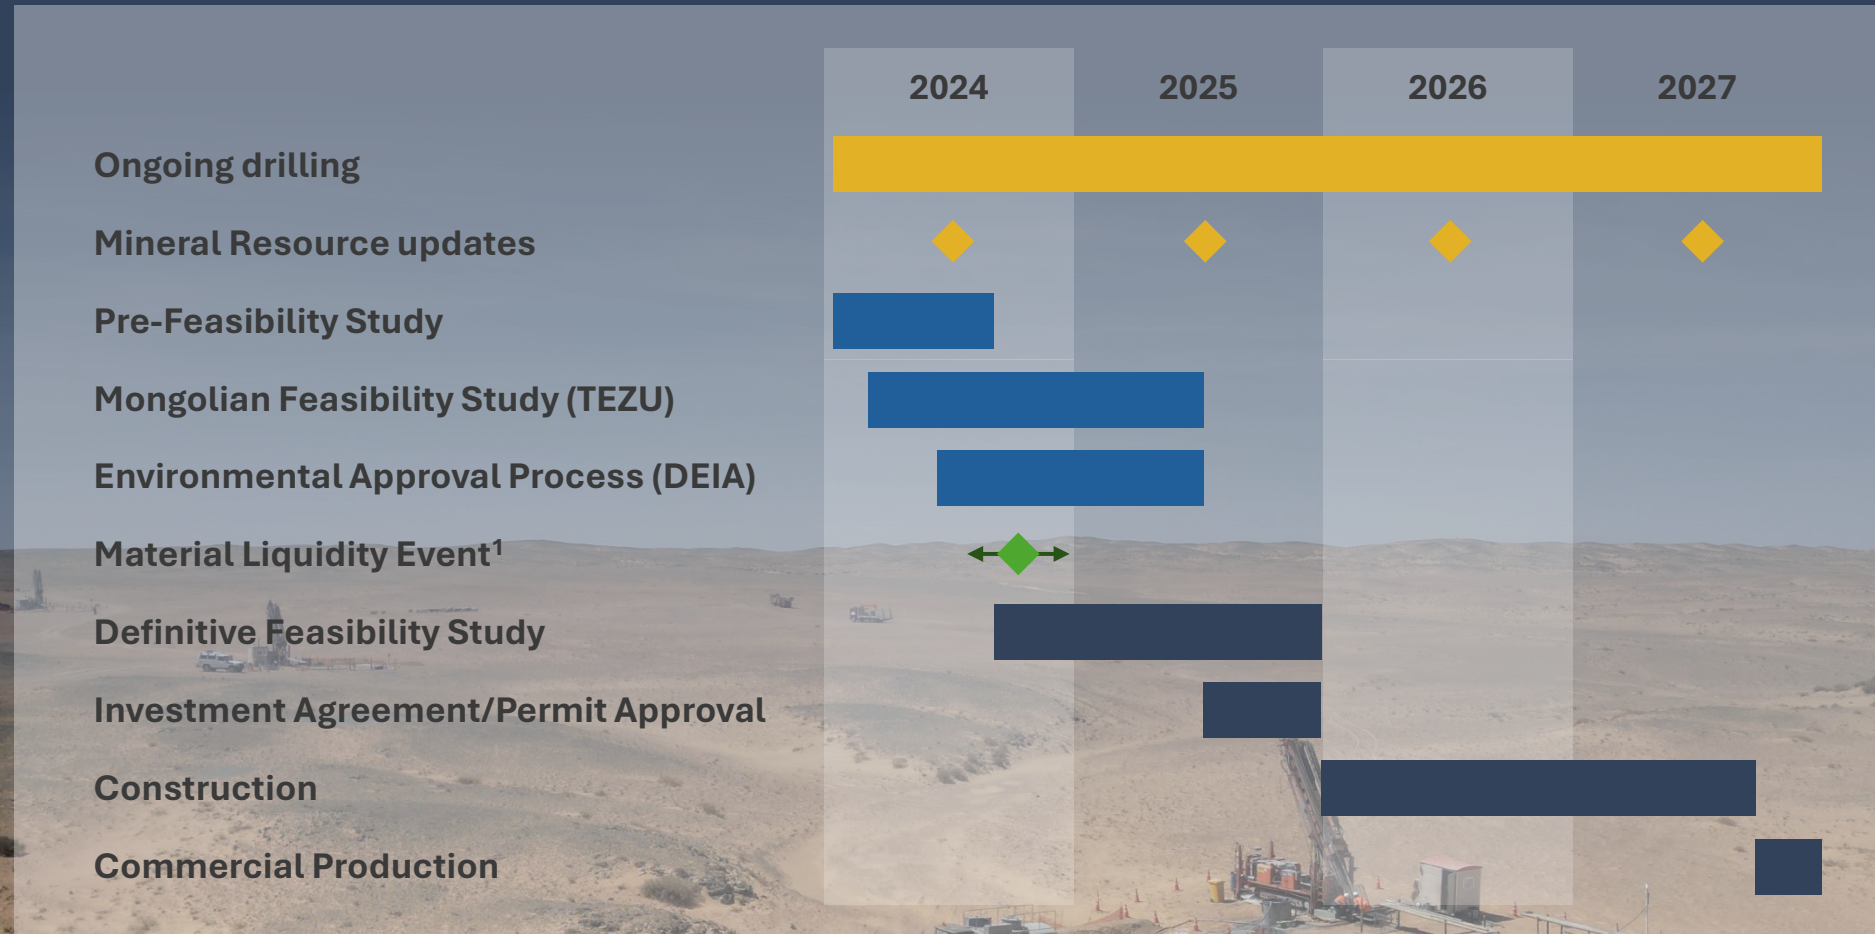 2024 2025 2026 2027
Ongoing drilling
Mineral Resource updates
Pre-Feasibility Study
Mongolian Feasibility Study (TEZU)
Environmental Approval Process (DEIA)
Material Liquidity Event¹
Definitive Feasibility Study
Investment Agreement/Permit Approval
Construction
Commercial Production